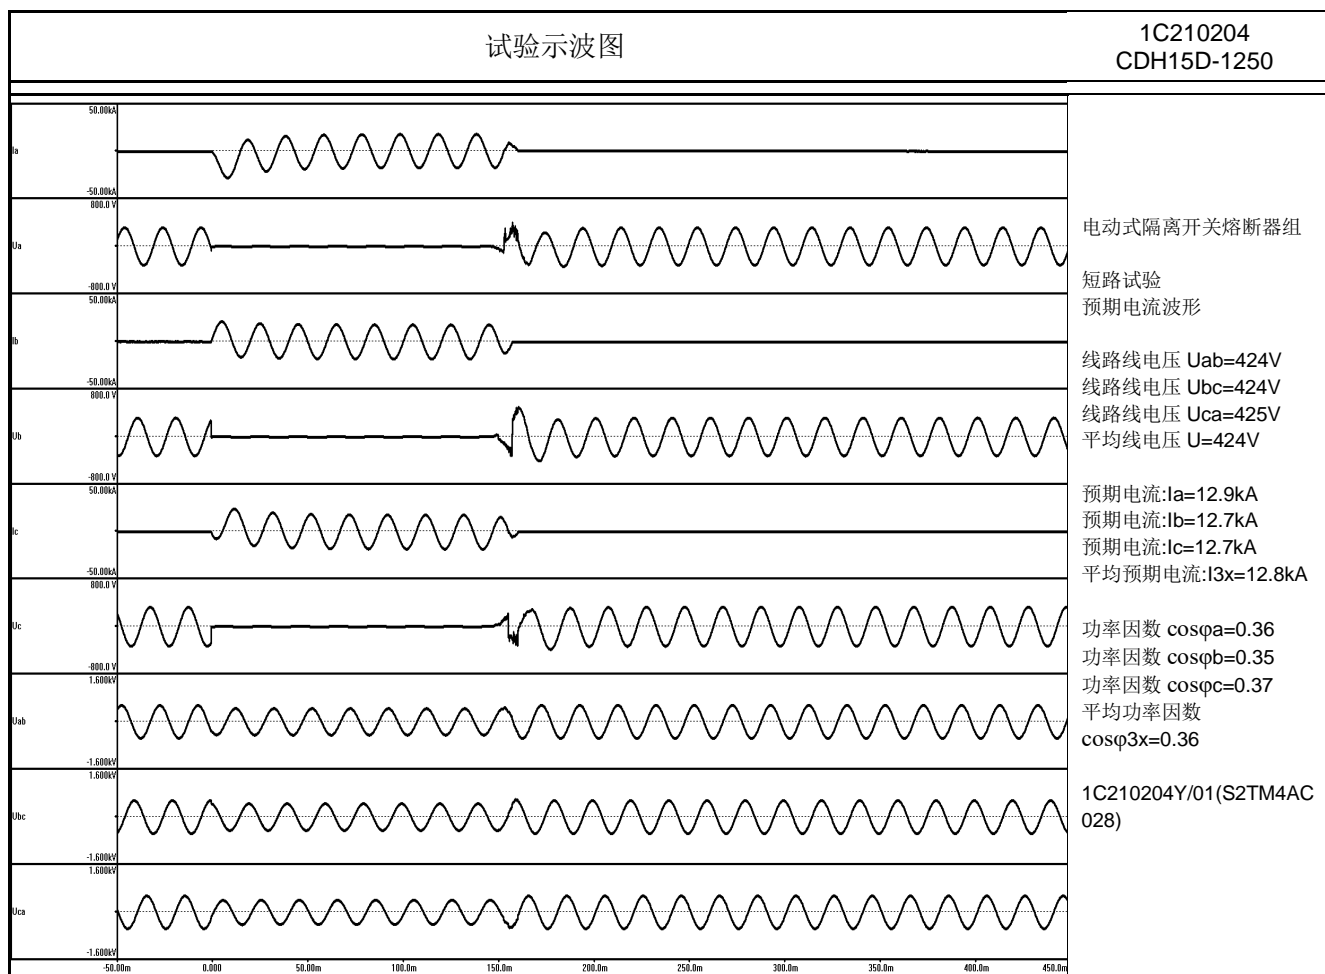 试验示波图
1C210204
CDH15D-1250
50.00kA
Ia
-50.00kA
800.0 V
Ua
-800.0 V
50.00kA
Ib
-50.00kA
800.0 V
Ub
-800.0 V
50.00kA
Ic
-50.00kA
800.0 V
Uc
-800.0 V
1.600kV
Uab
-1.600kV
1.600kV
Ubc
-1.600kV
1.600kV
Uca
-1.600kV
-50.00m 0.000 50.00m 100.0m 150.0m 200.0m 250.0m 300.0m 350.0m 400.0m 450.0m
电动式隔离开关熔断器组
短路试验
预期电流波形
线路线电压 Uab=424V
线路线电压 Ubc=424V
线路线电压 Uca=425V
平均线电压 U=424V
预期电流:Ia=12.9kA
预期电流:Ib=12.7kA
预期电流:Ic=12.7kA
平均预期电流:I3x=12.8kA
功率因数 cosφa=0.36
功率因数 cosφb=0.35
功率因数 cosφc=0.37
平均功率因数
cosφ3x=0.36
1C210204Y/01(S2TM4AC
028)